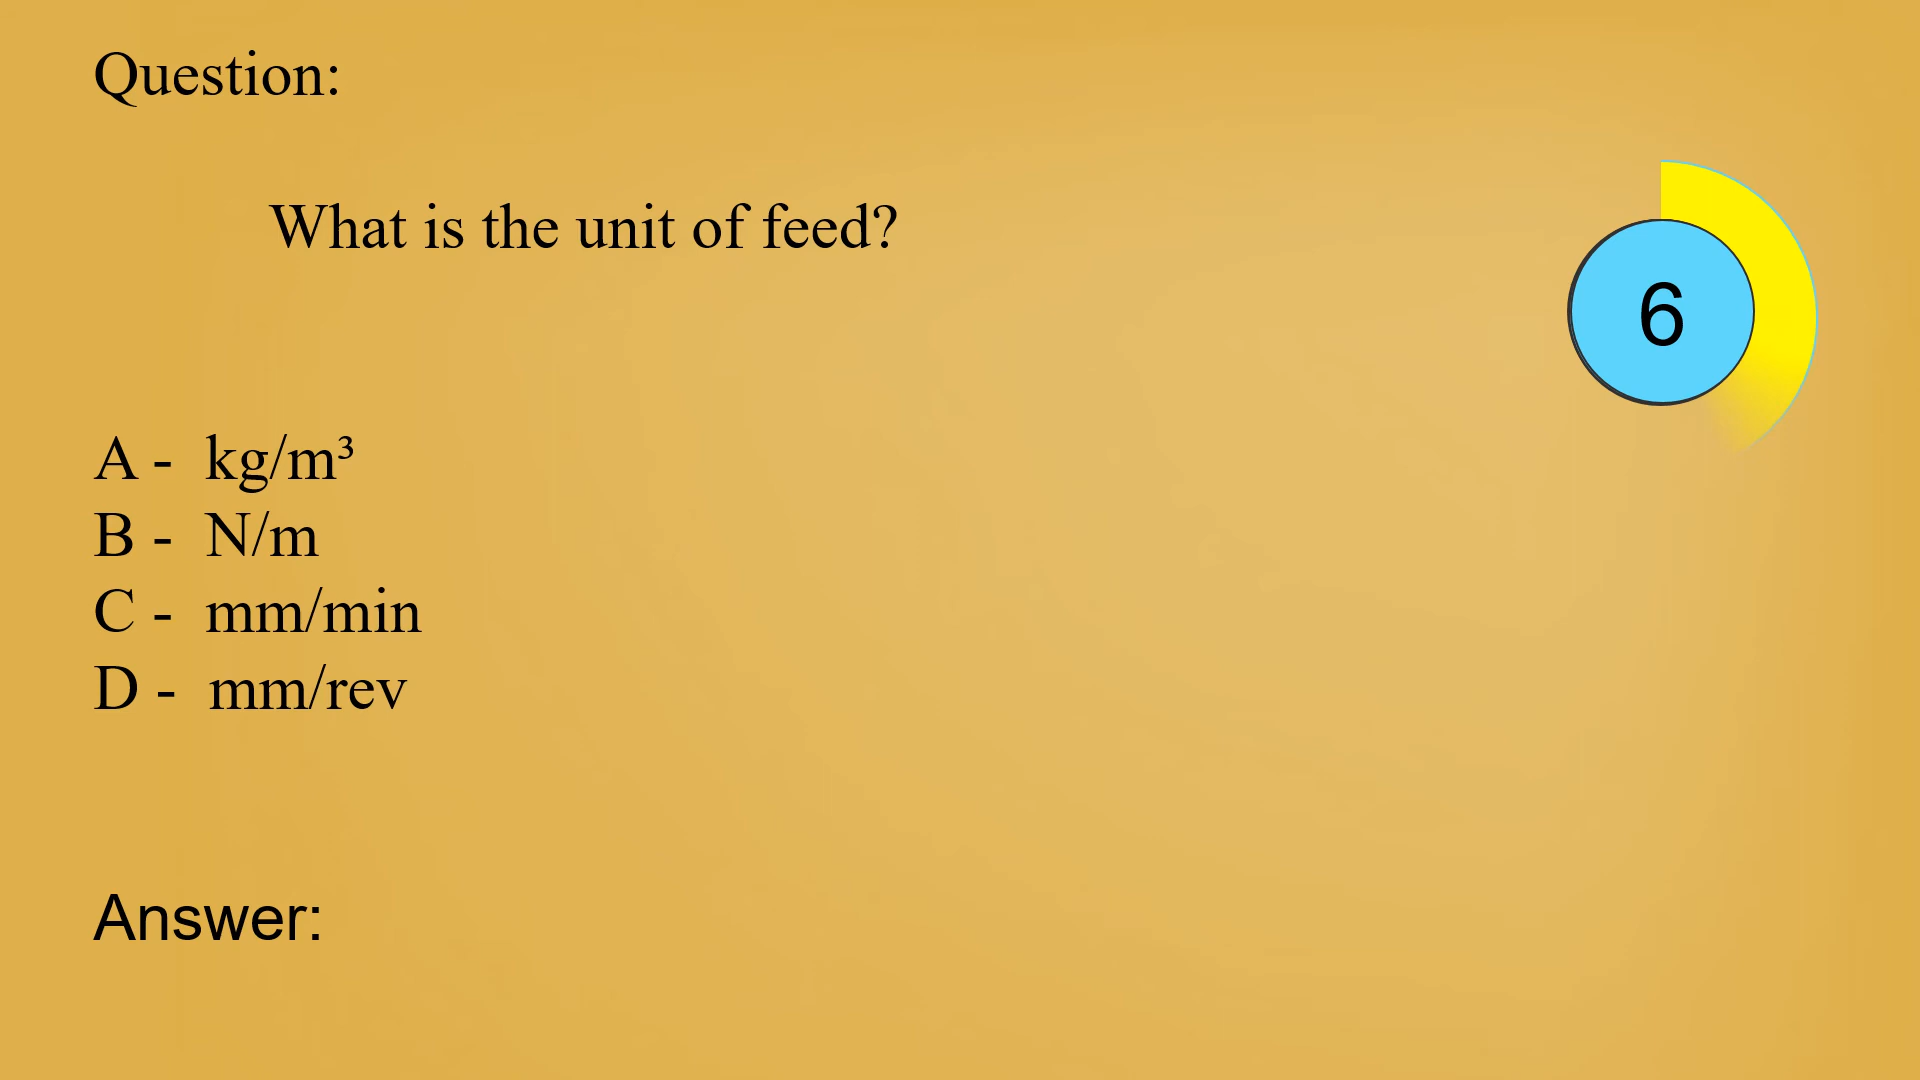 Question:
What is the unit of feed?
6
A - kg/m³
B - N/m
C - mm/min
D - mm/rev
Answer: